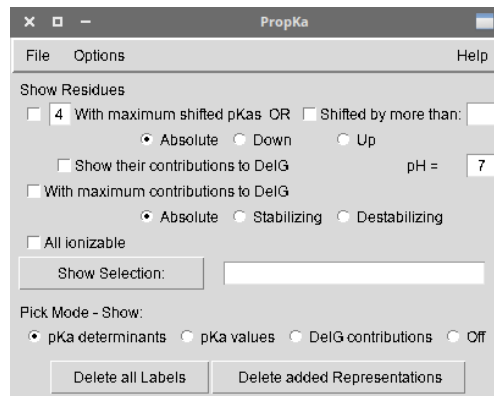 PropKa
File Options Help
Show Residues
4 With maximum shifted pKas OR Shifted by more than:
Absolute Down Up
Show their contributions to DelG pH = 7
With maximum contributions to DelG
Absolute Stabilizing Destabilizing
All ionizable
Show Selection:
Pick Mode - Show:
pKa determinants pKa values DelG contributions Off
Delete all Labels Delete added Representations